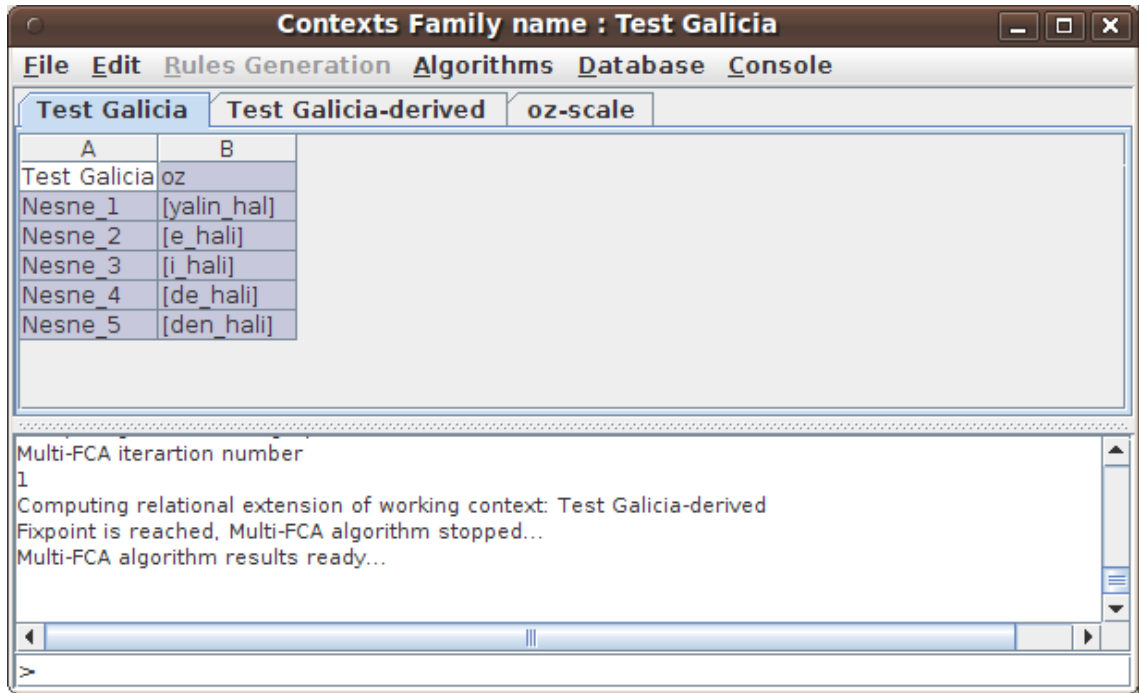 Contexts Family name : Test Galicia
File Edit Rules Generation Algorithms Database Console
Test Galicia Test Galicia-derived oz-scale
A B
Test Galicia oz
Nesne_1 [yalin_hal]
Nesne_2 [e_hali]
Nesne_3 [i_hali]
Nesne_4 [de_hali]
Nesne_5 [den_hali]
Multi-FCA iterartion number
1
Computing relational extension of working context: Test Galicia-derived
Fixpoint is reached, Multi-FCA algorithm stopped...
Multi-FCA algorithm results ready...
>